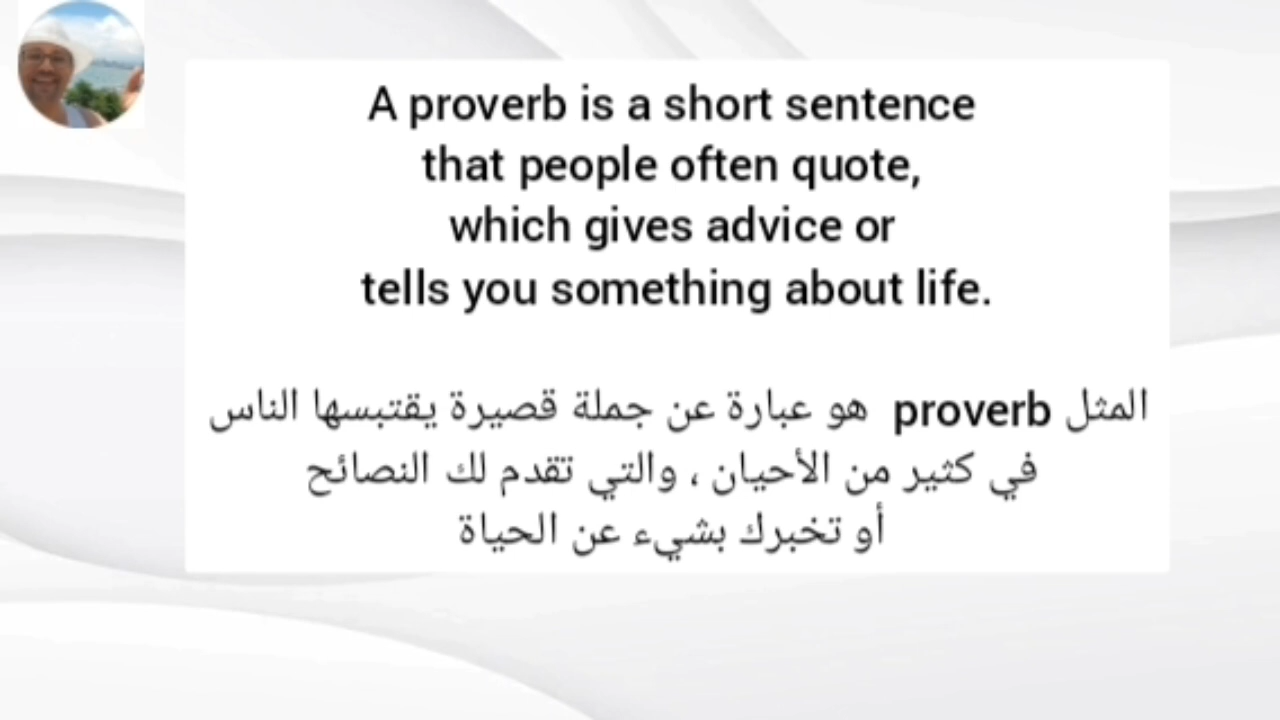 A proverb is a short sentence
that people often quote,
which gives advice or
tells you something about life.
المثل proverb هو عبارة عن جملة قصيرة يقتبسها الناس
في كثير من الأحيان ، والتي تقدم لك النصائح
أو تخبرك بشيء عن الحياة